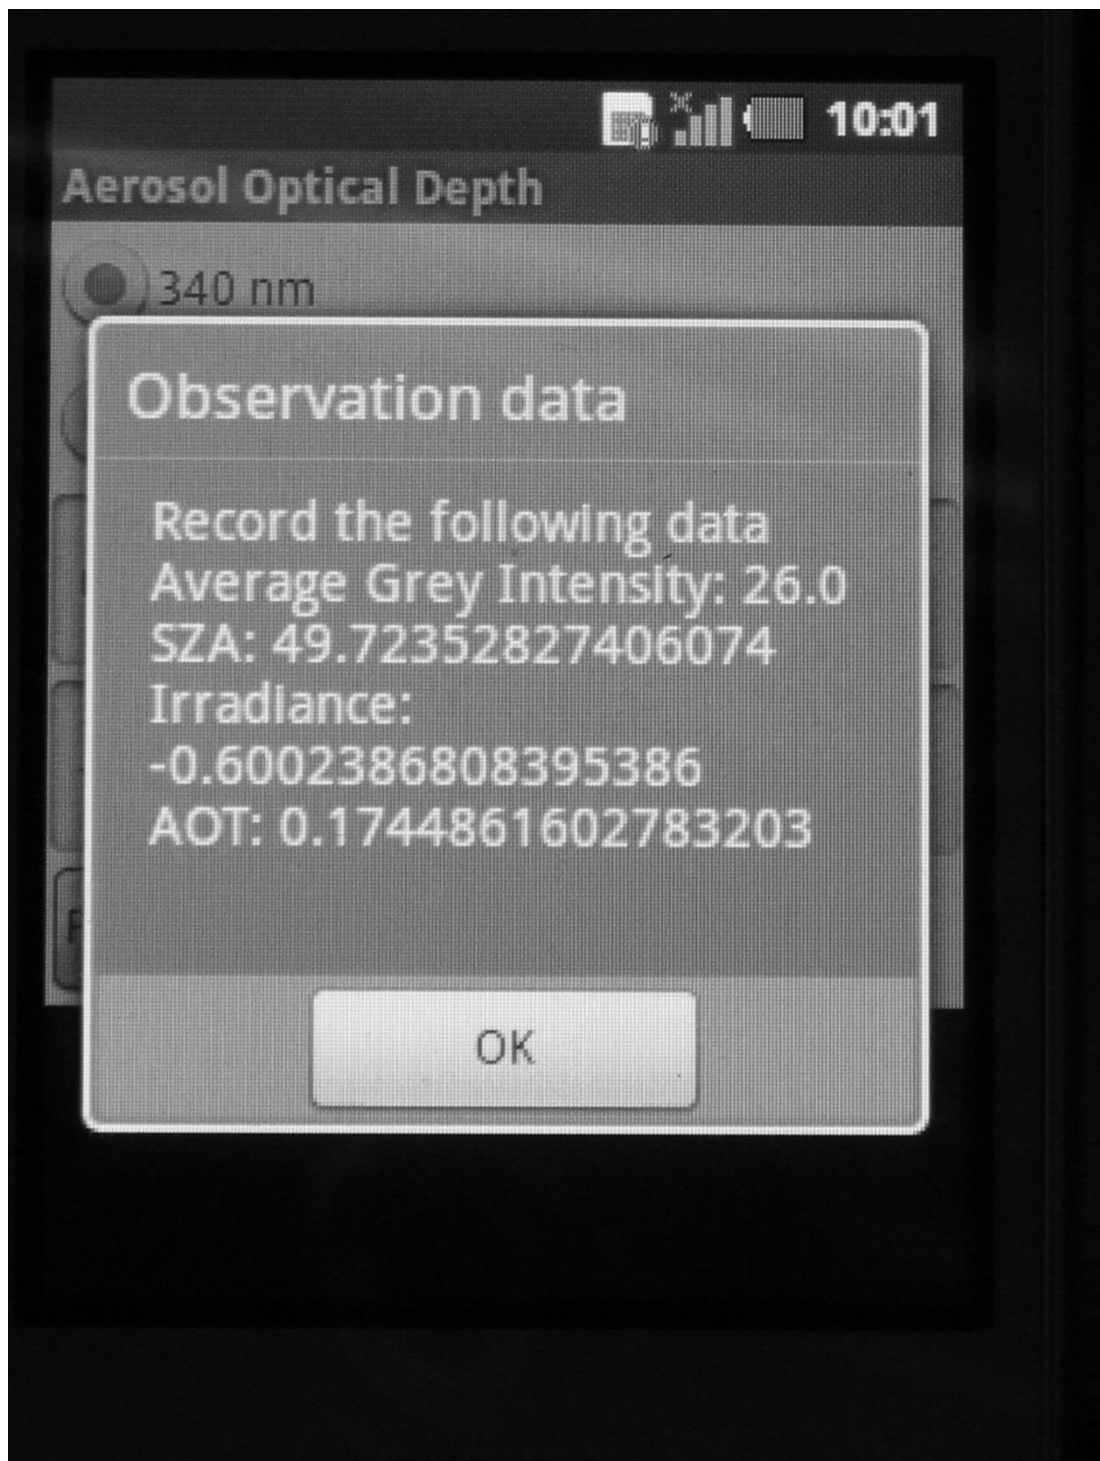 10:01
Aerosol Optical Depth
340 nm
Observation data
Record the following data
Average Grey Intensity: 26.0
SZA: 49.72352827406074
Irradiance:
-0.6002386808395386
AOT: 0.1744861602783203
OK